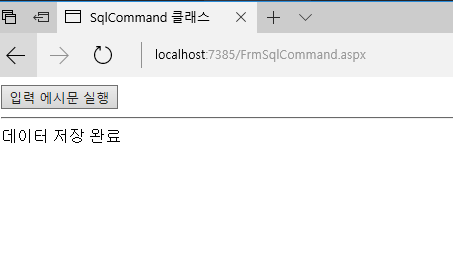 SqlCommand 클래스
localhost:7385/FrmSqlCommand.aspx
입력 에시문 실행
데이터 저장 완료